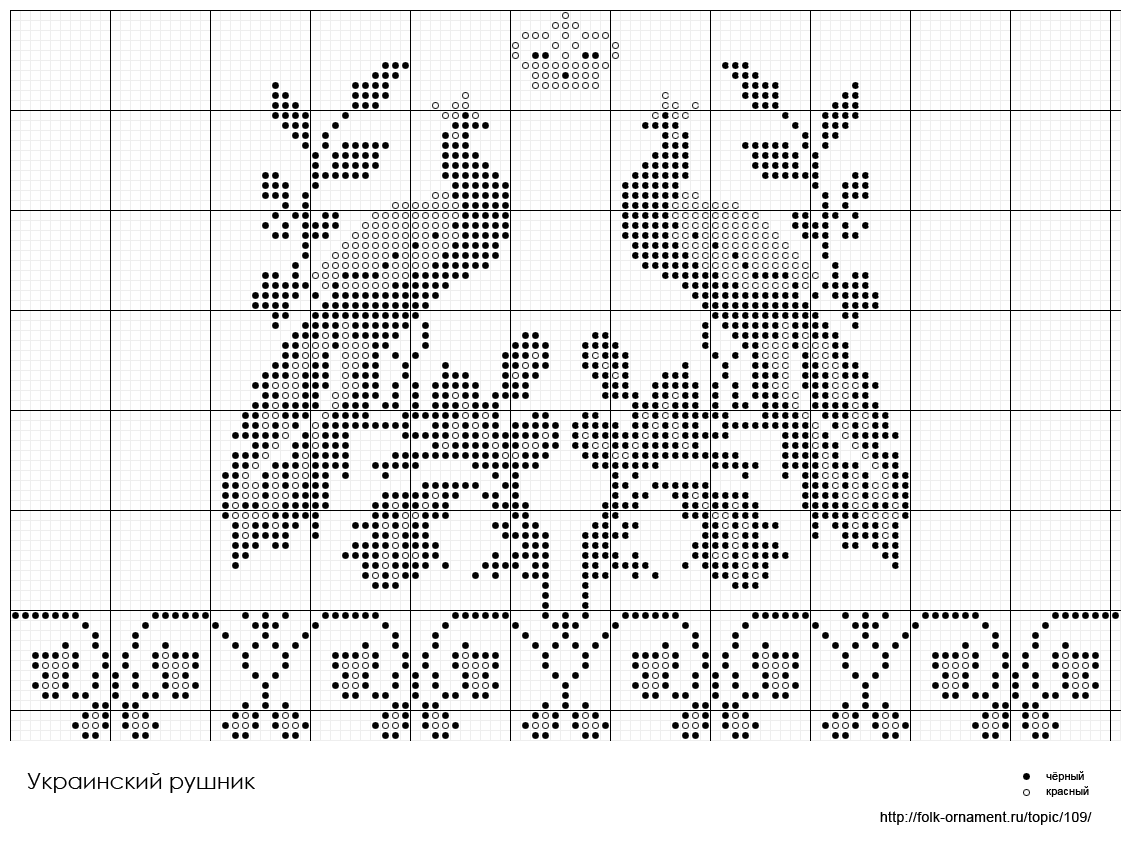 Украинский рушник
чёрный
красный
http://folk-ornament.ru/topic/109/